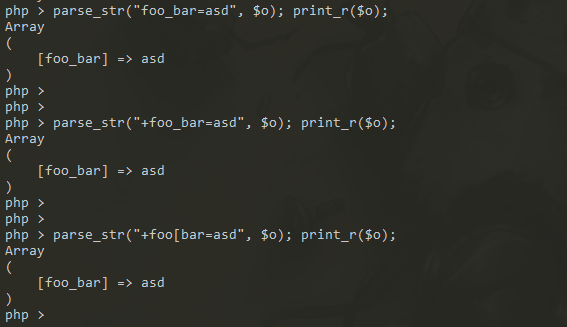 php > parse_str("foo_bar=asd", $o); print_r($o);
Array
(
    [foo_bar] => asd
)
php >
php >
php > parse_str("+foo_bar=asd", $o); print_r($o);
Array
(
    [foo_bar] => asd
)
php >
php >
php > parse_str("+foo[bar=asd", $o); print_r($o);
Array
(
    [foo_bar] => asd
)
php >